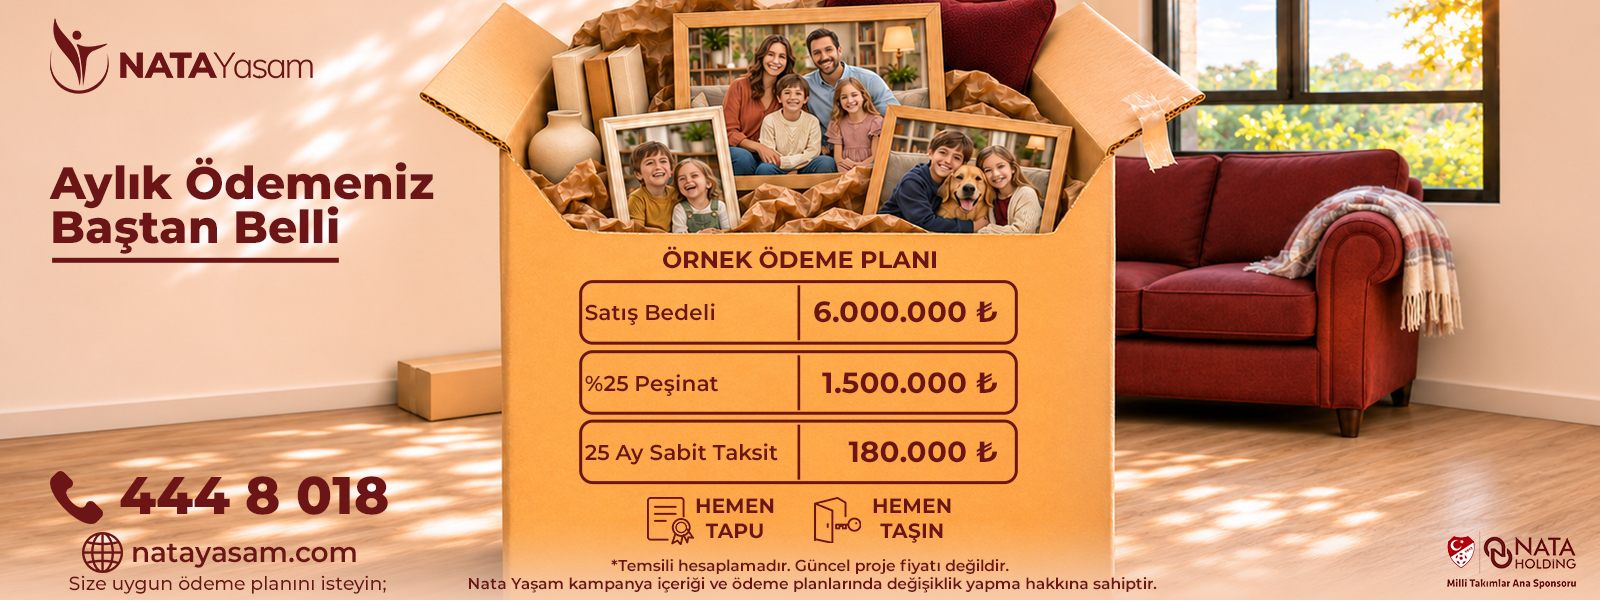 NATAYasam
Aylık Ödemeniz
Baştan Belli
ÖRNEK ÖDEME PLANI
Satış Bedeli 6.000.000 ₺
%25 Peşinat 1.500.000 ₺
25 Ay Sabit Taksit 180.000 ₺
HEMEN
TAPU
HEMEN
TAŞIN
444 8 018
natayasam.com
Size uygun ödeme planını isteyin;
*Temsili hesaplamadır. Güncel proje fiyatı değildir.
Nata Yaşam kampanya içeriği ve ödeme planlarında değişiklik yapma hakkına sahiptir.
NATA
HOLDING
Milli Takımlar Ana Sponsoru